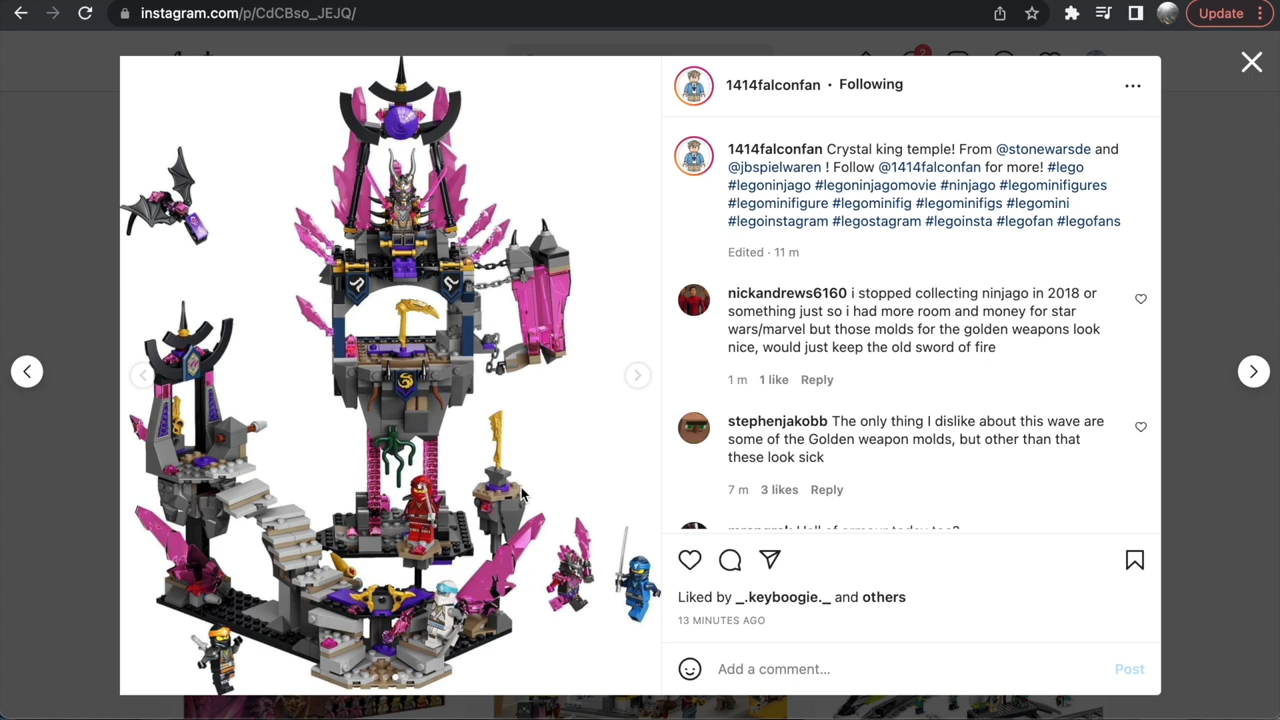 instagram.com/p/CdCBso_JEJQ/
Update
2
1414falconfan • Following
1414falconfan Crystal king temple! From @stonewarsde and
@jbspielwaren ! Follow @1414falconfan for more! #lego
#legoninjago #legoninjagomovie #ninjago #legominifigures
#legominifigure #legominifig #legominifigs #legomini
#legoinstagram #legostagram #legoinsta #legofan #legofans
Edited · 11 m
nickandrews6160 i stopped collecting ninjago in 2018 or
something just so i had more room and money for star
wars/marvel but those molds for the golden weapons look
nice, would just keep the old sword of fire
1 m 1 like Reply
stephenjakobb The only thing I dislike about this wave are
some of the Golden weapon molds, but other than that
these look sick
7 m 3 likes Reply
Liked by _.keyboogie._ and others
13 MINUTES AGO
Add a comment...
Post